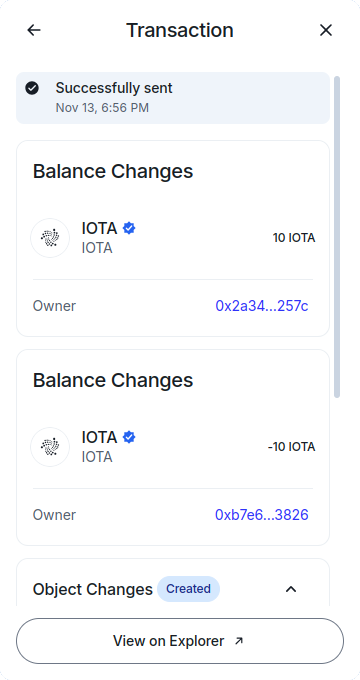 Transaction
Successfully sent
Nov 13, 6:56 PM
Balance Changes
IOTA
IOTA
10 IOTA
Owner
0x2a34...257c
Balance Changes
IOTA
IOTA
-10 IOTA
Owner
0xb7e6...3826
Object Changes Created
View on Explorer